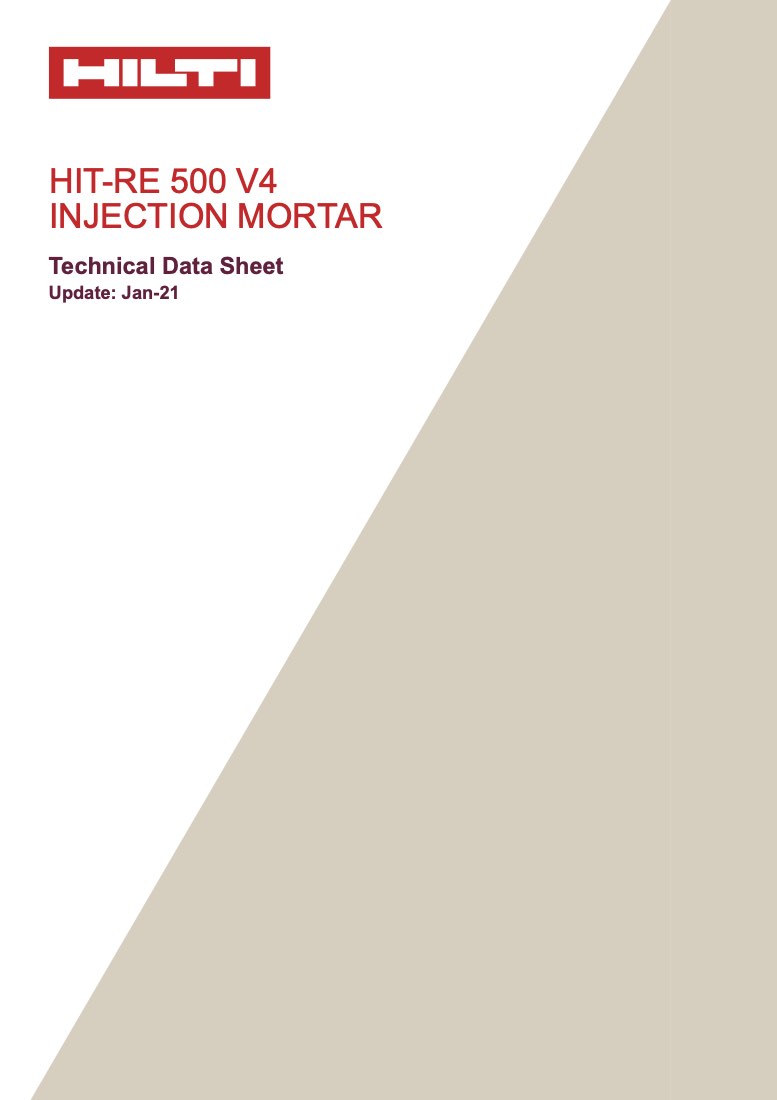 HILTI
HIT-RE 500 V4
INJECTION MORTAR
Technical Data Sheet
Update: Jan-21